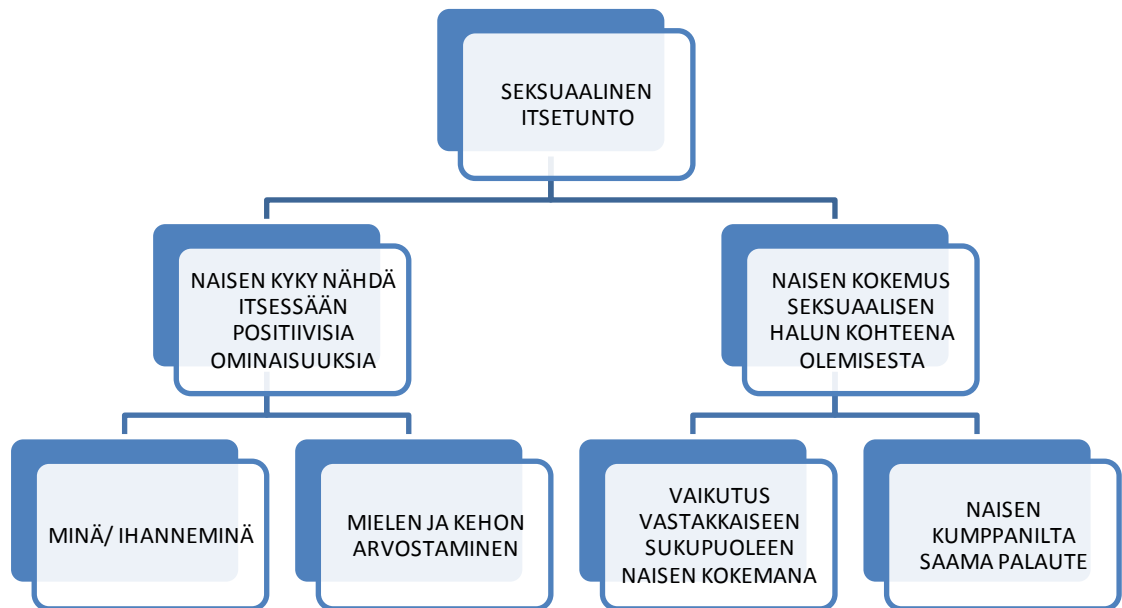 SEKSUAALINEN
ITSETUNTO
NAISEN KYKY NÄHDÄ
ITSESSÄÄN
POSITIIVISIA
OMINAISUUKSIA
NAISEN KOKEMUS
SEKSUAALISEN
HALUN KOHTEENA
OLEMISESTA
MINÄ/ IHANNEMINÄ
MIELEN JA KEHON
ARVOSTAMINEN
VAIKUTUS
VASTAKKAISEEN
SUKUPUOLEEN
NAISEN KOKEMANA
NAISEN
KUMPPANILTA
SAAMA PALAUTE